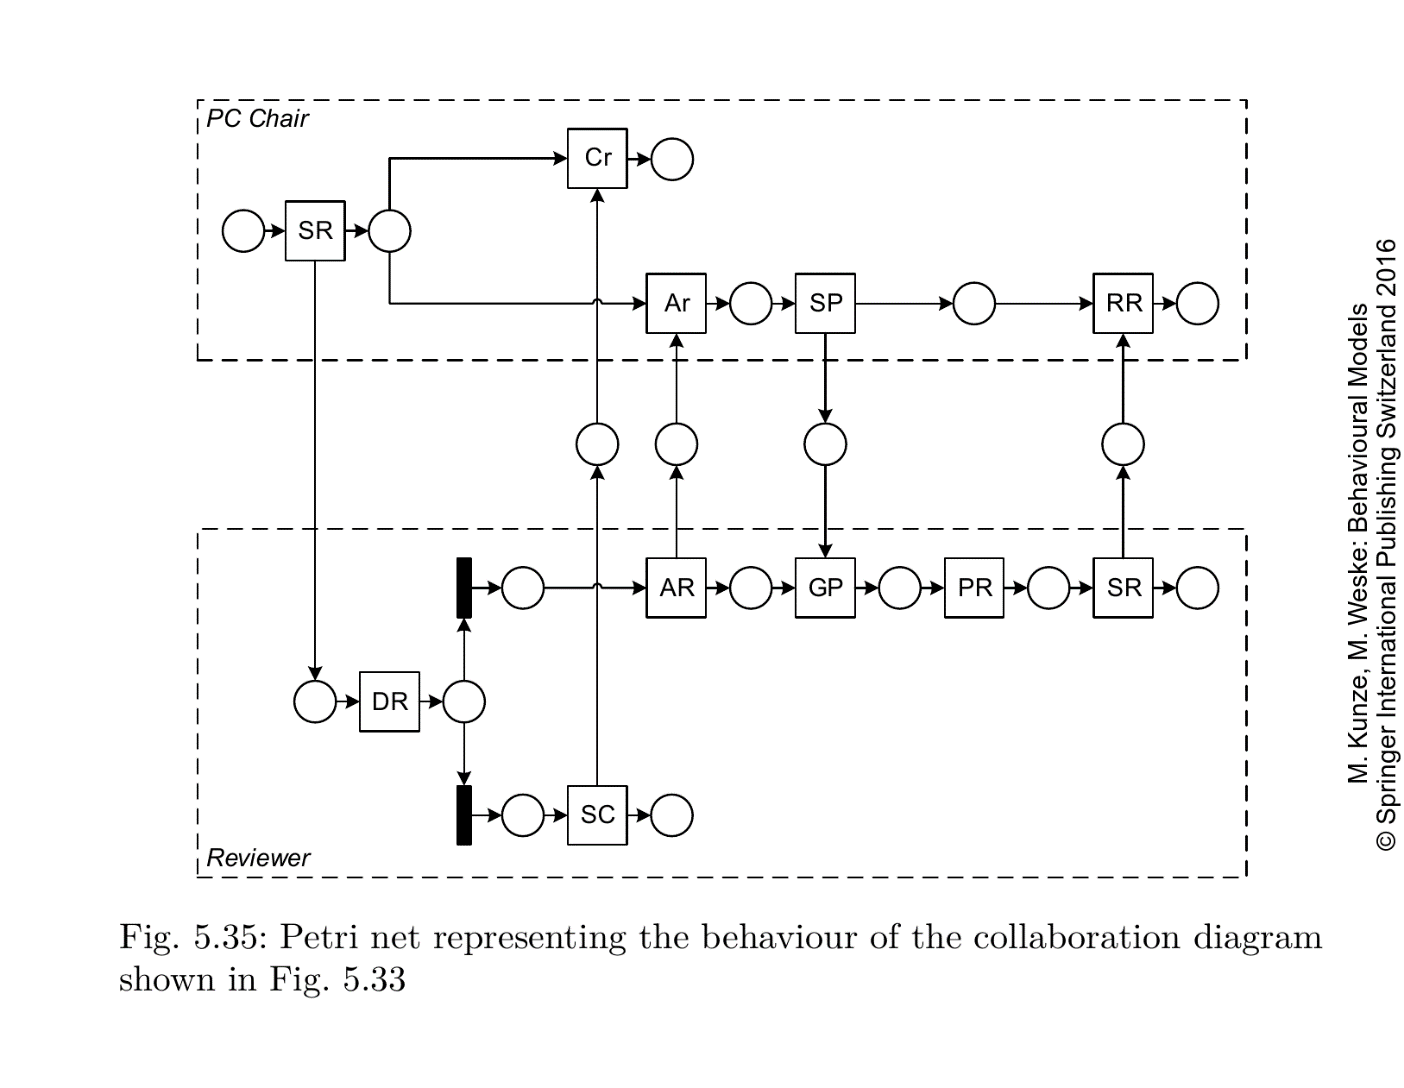 PC Chair
Cr
SR
Ar
SP
RR
AR
GP
PR
SR
DR
SC
Reviewer
M. Kunze, M. Weske: Behavioural Models
© Springer International Publishing Switzerland 2016
Fig. 5.35: Petri net representing the behaviour of the collaboration diagram
shown in Fig. 5.33